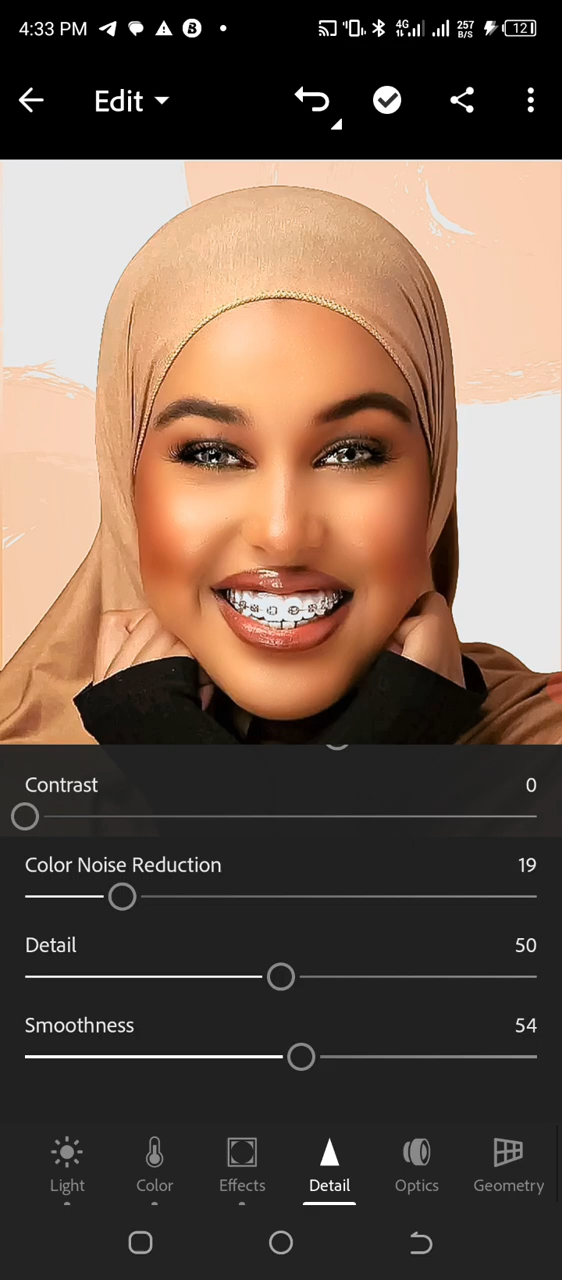 4:33 PM
4G
257
B/S
12
Edit
Contrast 0
Color Noise Reduction 19
Detail 50
Smoothness 54
Light Color Effects Detail Optics Geometry